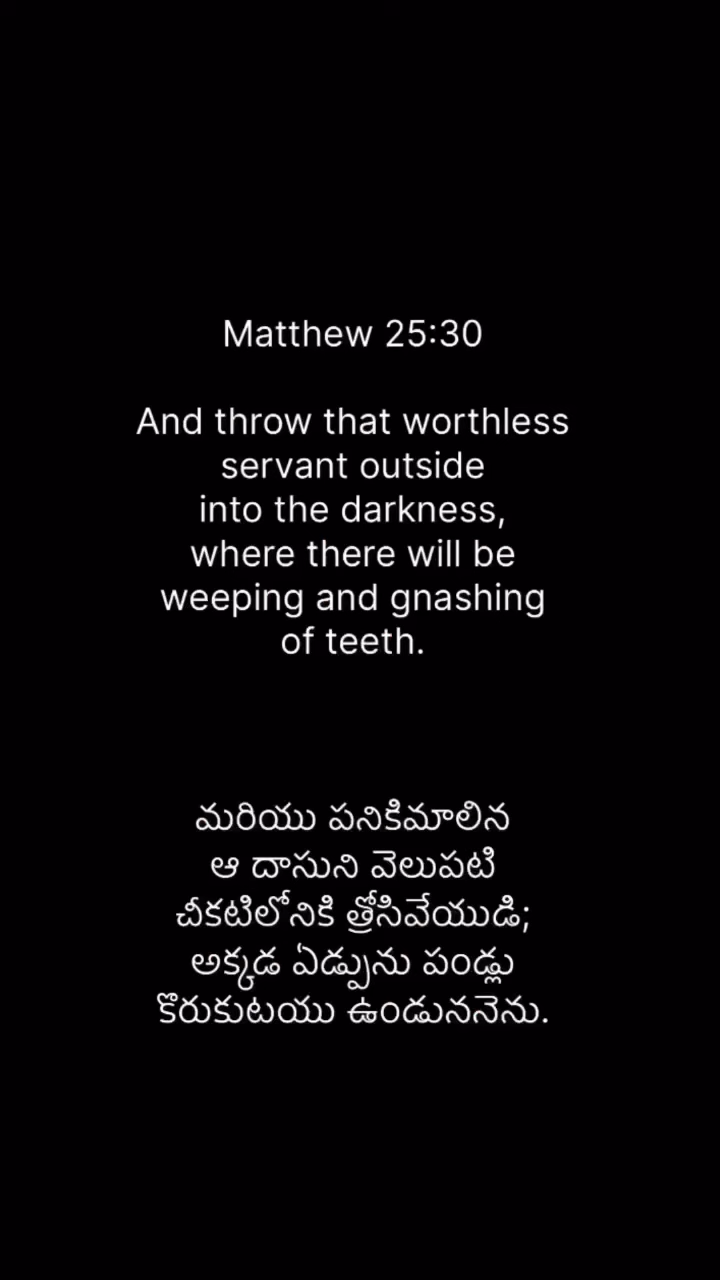 Matthew 25:30
And throw that worthless
servant outside
into the darkness,
where there will be
weeping and gnashing
of teeth.
మరియు పనికిమాలిన
ఆ దాసుని వెలుపటి
చీకటిలోనికి త్రోసివేయుడి;
అక్కడ ఏడ్పును పండ్లు
కొరుకుటయు ఉండుననెను.